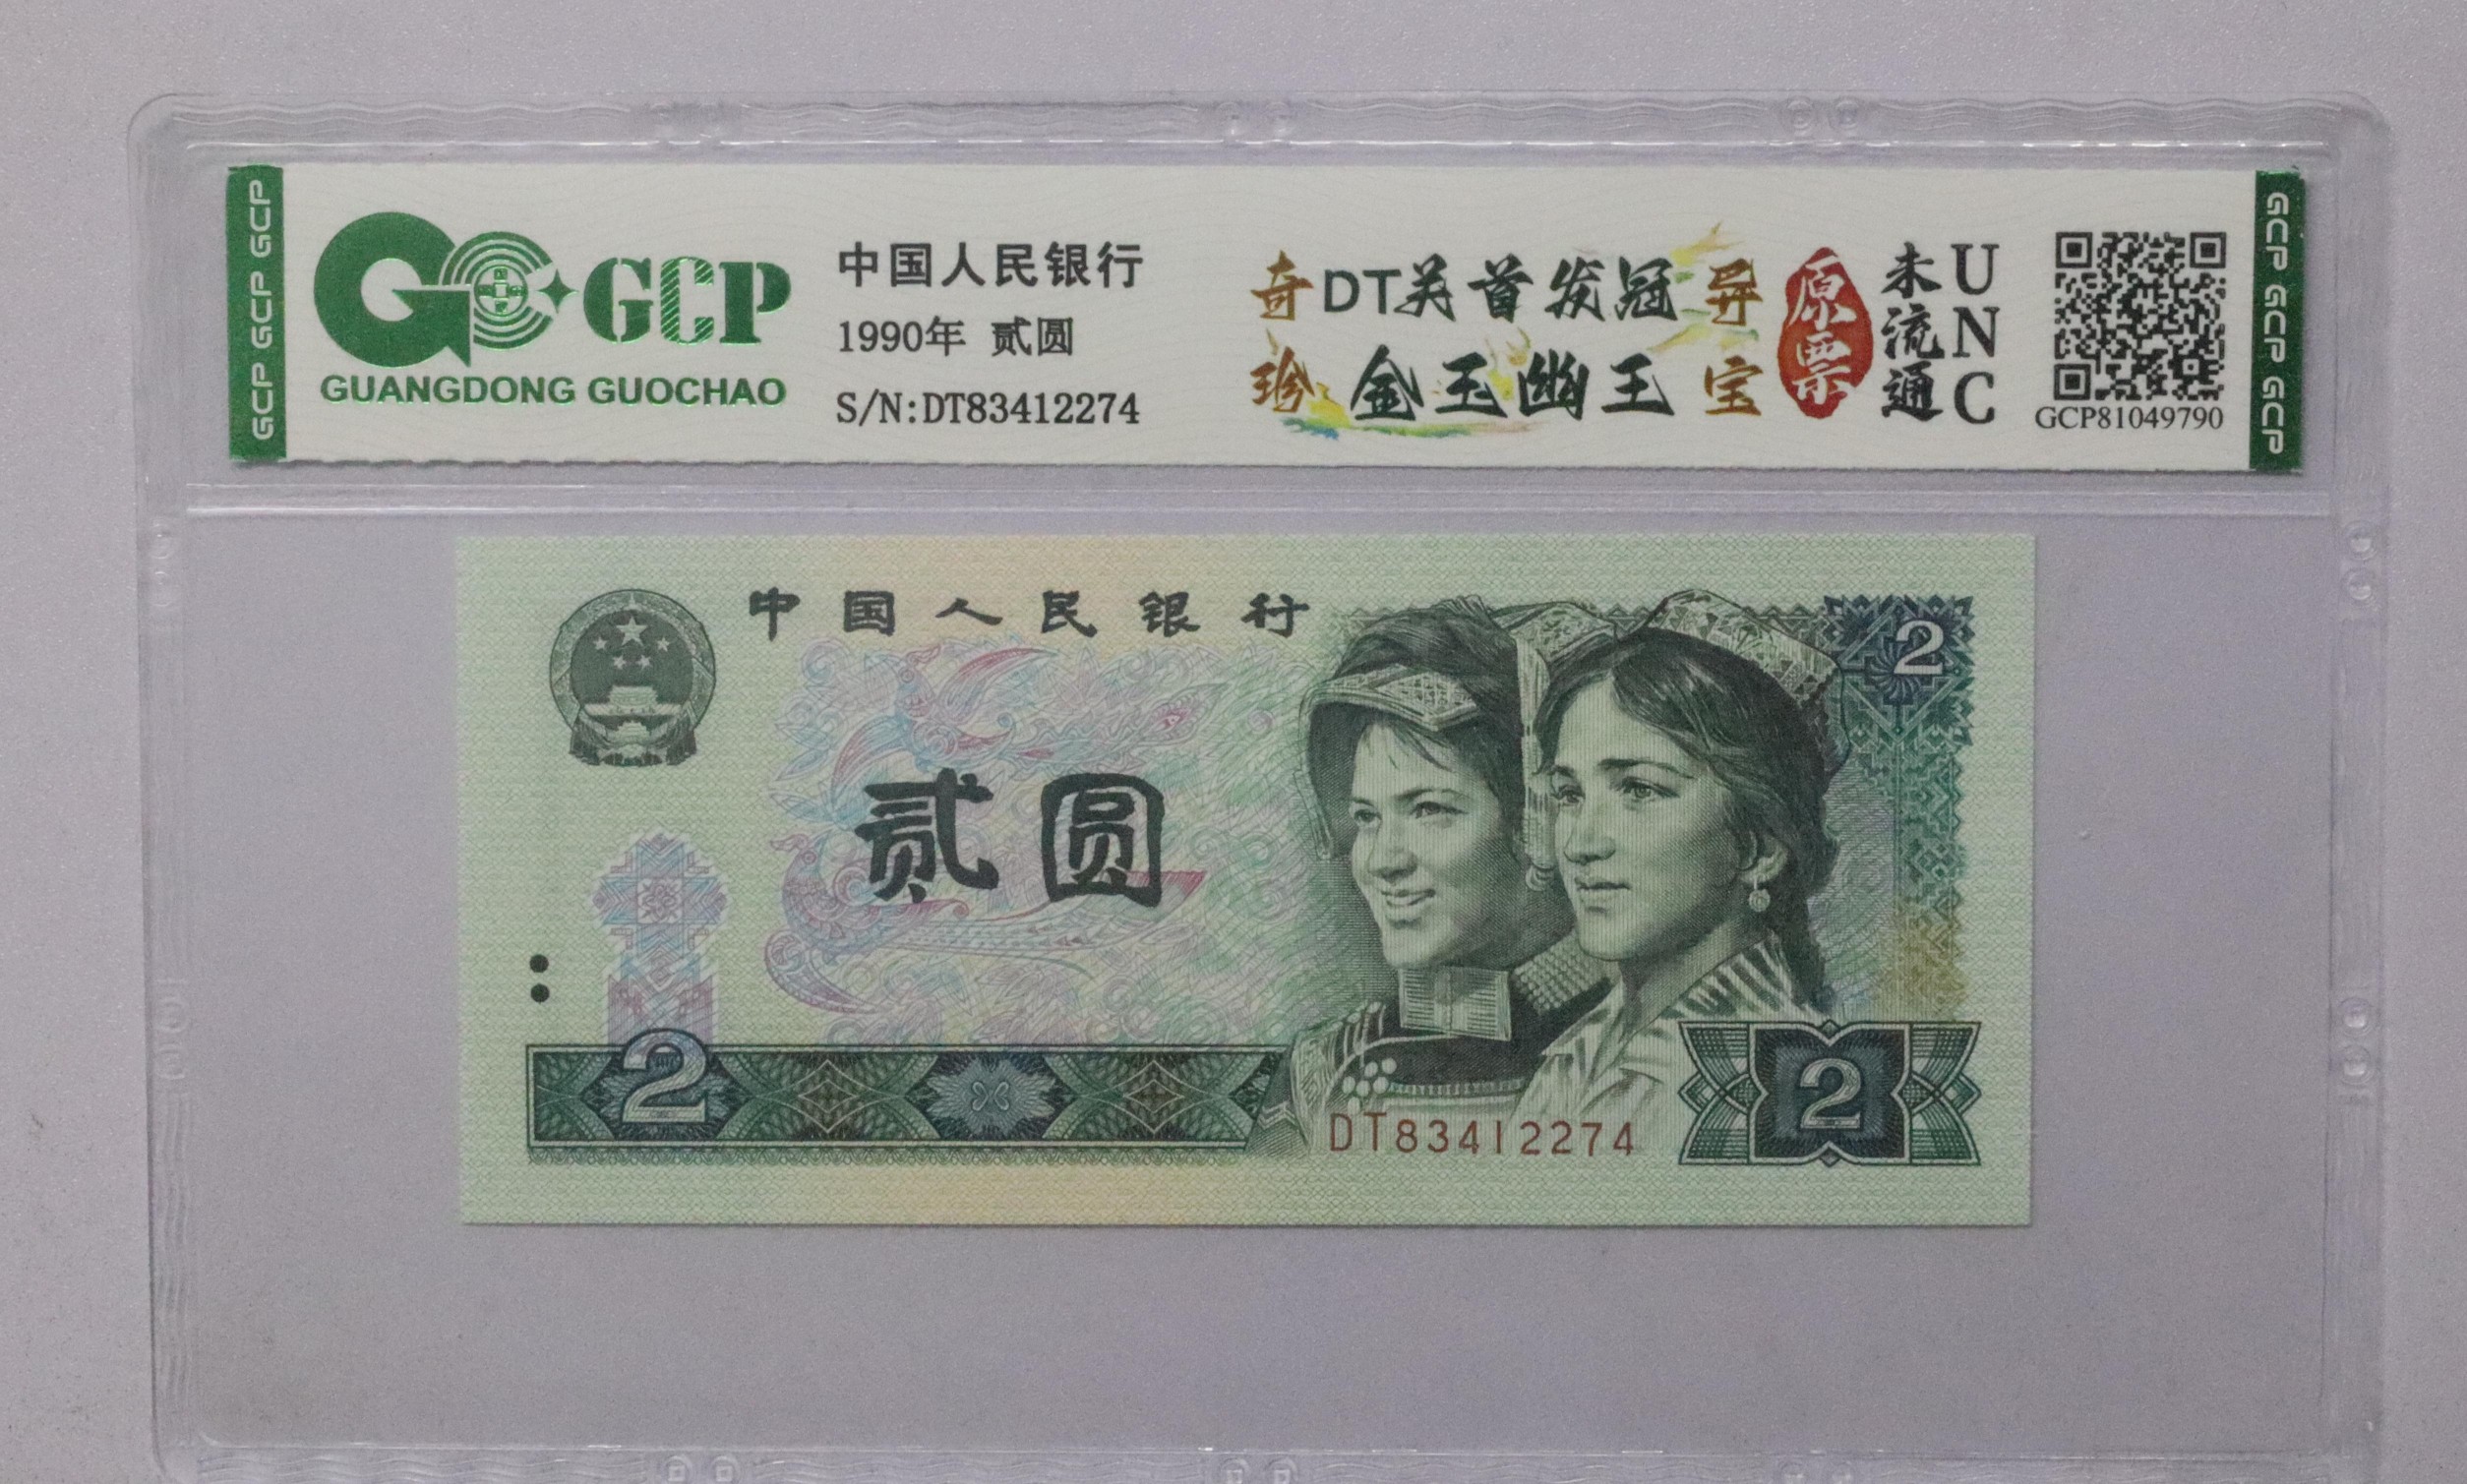 GCP GCP GCP
GCP
GUANGDONG GUOCHAO
中国人民银行
1990年 贰圆
S/N:DT83412274
奇DT关首发冠异
珍金玉幽王宝
原票
未流通
UNC
GCP81049790
GCP GCP GCP
中国人民银行
2
贰圆
2
2
DT83412274